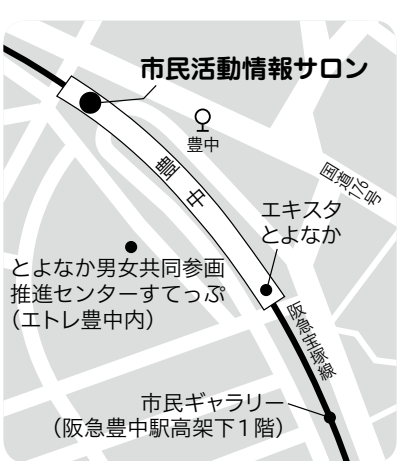 市民活動情報サロン
豊中
国道176号
豊中
エキスタ
とよなか
とよなか男女共同参画
推進センターすてっぷ
（エトレ豊中内）
阪急宝塚線
市民ギャラリー
（阪急豊中駅高架下1階）